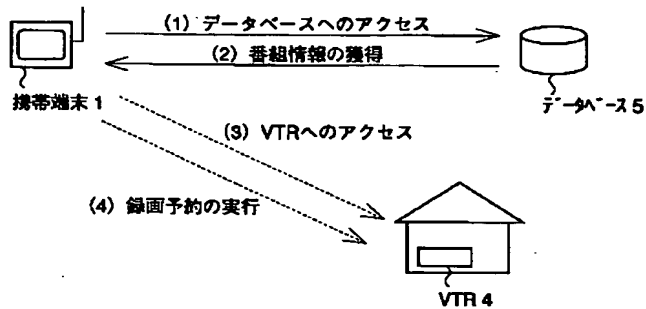 (1) データベースへのアクセス
(2) 番組情報の獲得
携帯端末 1
データベース 5
(3) VTRへのアクセス
(4) 録画予約の実行
VTR 4